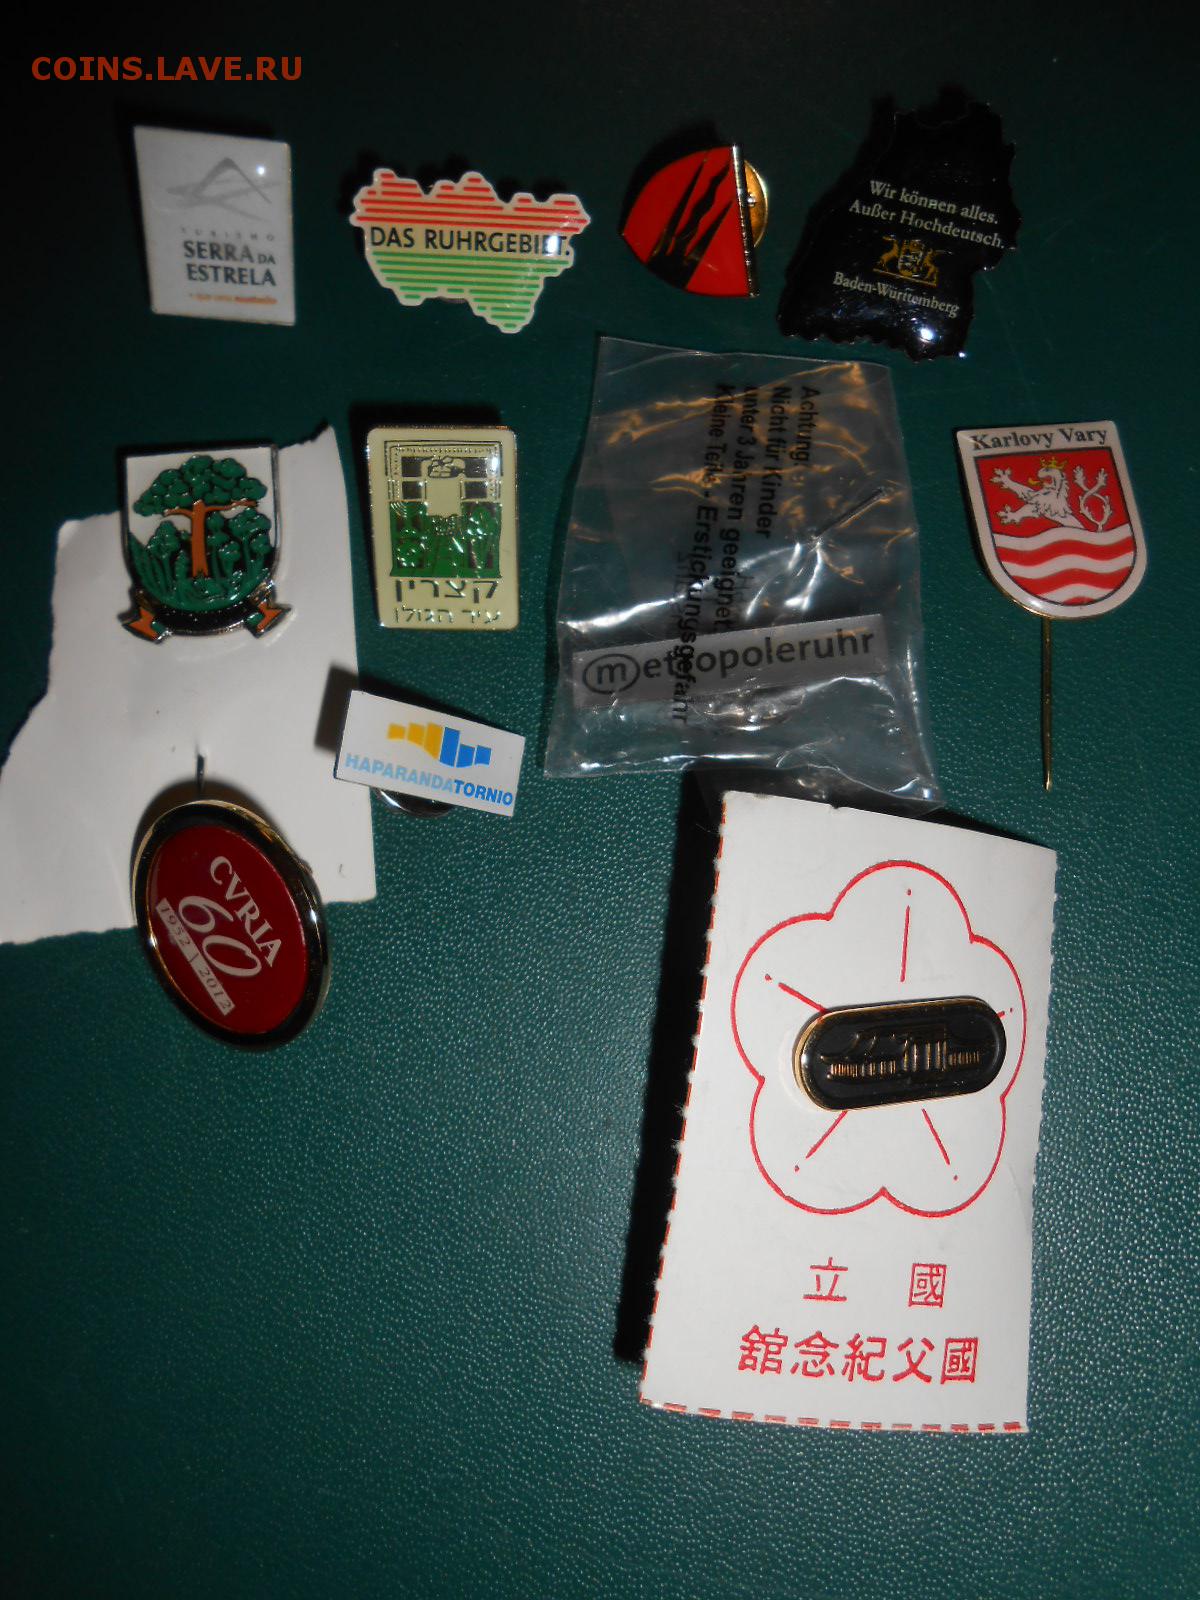 COINS.LAVE.RU
TURISMO
SERRA DA
ESTRELA
DAS RUHRGEBIET.
Wir können alles.
Außer Hochdeutsch.
Baden-Württemberg
קצרין
עיר הגולן
Achtung:
Nicht für Kinder
unter 3 Jahren geeignet
Kleine Teile - Erstickungsgefahr
metropoleruhr
Karlovy Vary
HAPARANDATORNIO
CVRIA
60
1952 \ 2012
國立
國父紀念舘